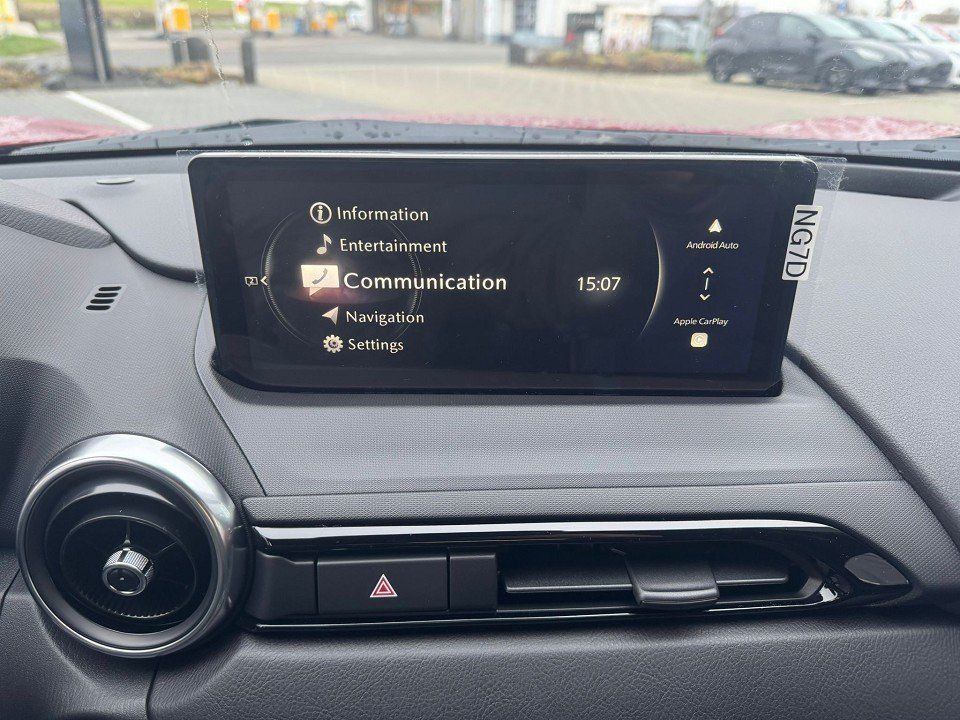 Information
Entertainment
Communication
Navigation
Settings
15:07
Android Auto
Apple CarPlay
NG7D